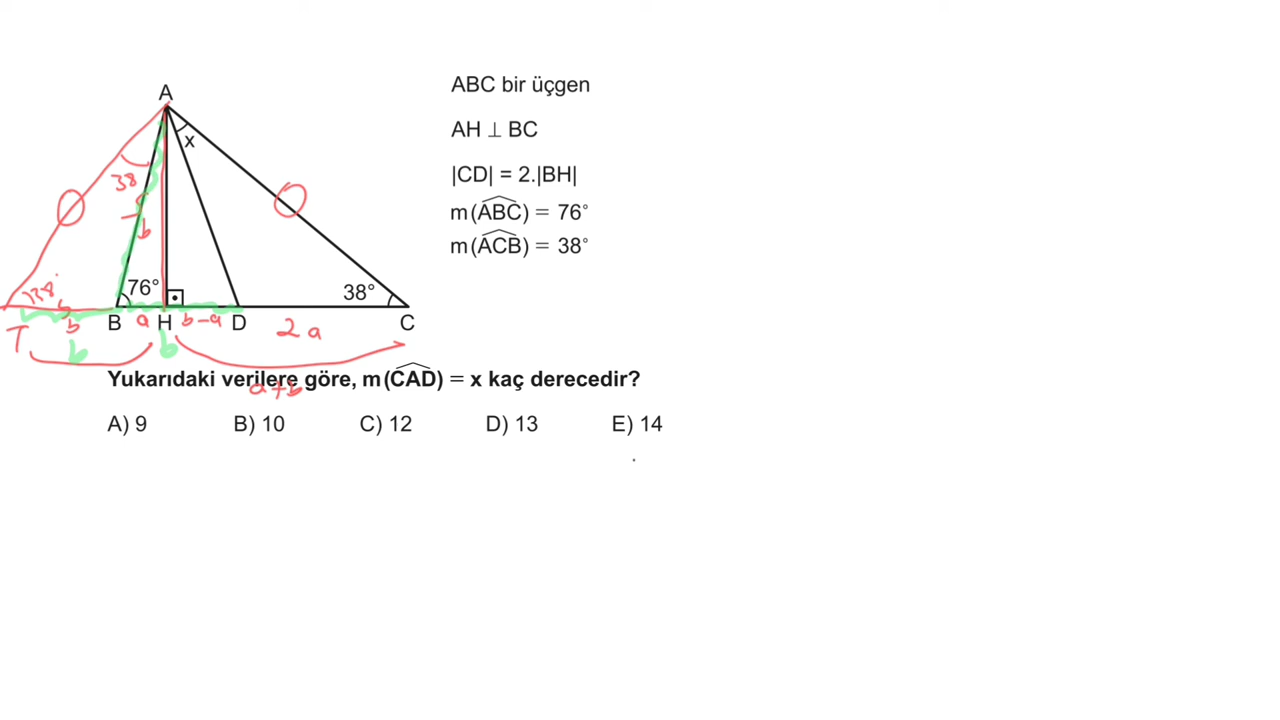 A
ABC bir üçgen
x
AH ⊥ BC
38
|CD| = 2.|BH|
b
m(ABC) = 76°
m(ACB) = 38°
38°
76°
38°
b
T
B
a
H
b-a
D
2a
C
b
b
a+b
Yukarıdaki verilere göre, m(CAD) = x kaç derecedir?
A) 9 B) 10 C) 12 D) 13 E) 14